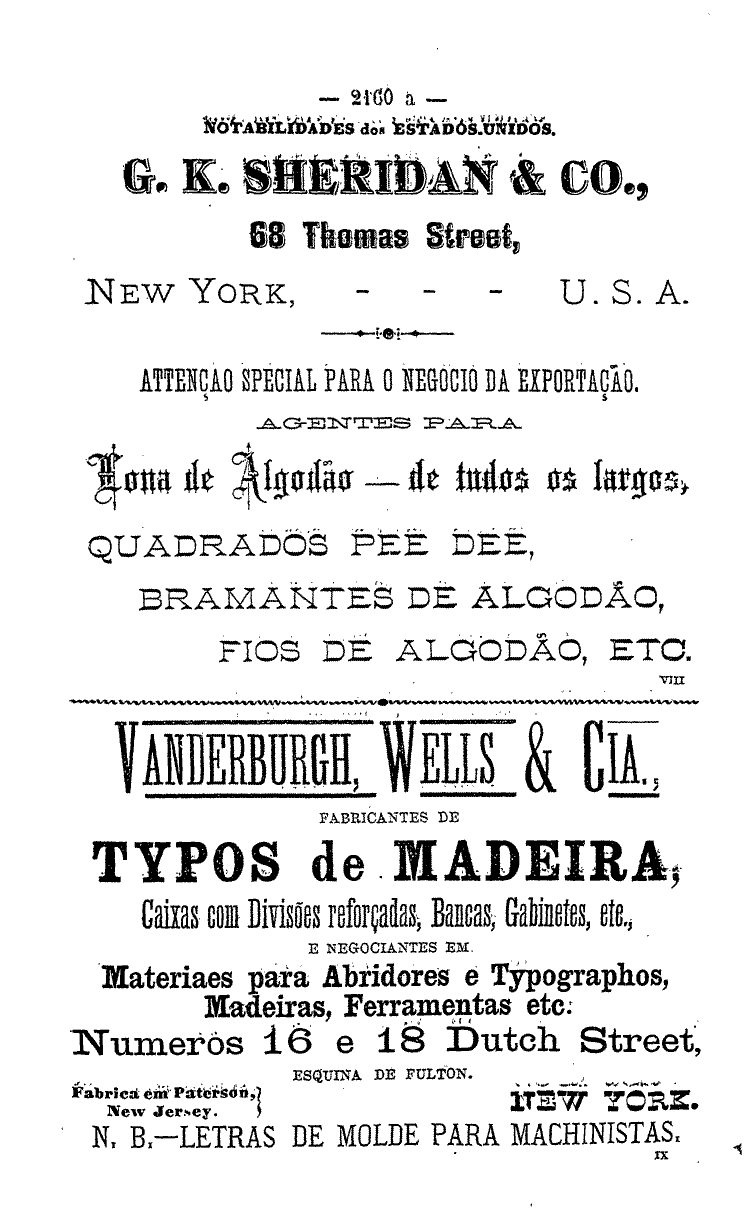 — 2160 a —
NOTABILIDADES dos ESTADOS.UNIDOS.
G. K. SHERIDAN & CO.,
68 Thomas Street,
NEW YORK, - - - U. S. A.
ATTENÇAO SPECIAL PARA O NEGOCIO DA EXPORTAÇÃO.
AGENTES PARA
Lona de Algodão — de tudos os largos,
QUADRADOS PEE DEE,
BRAMANTES DE ALGODÃO,
FIOS DE ALGODÃO, ETC.
VIII
VANDERBURGH, WELLS & CIA.,
FABRICANTES DE
TYPOS de MADEIRA,
Caixas com Divisões reforçadas, Bancas, Gabinetes, etc.,
E NEGOCIANTES EM
Materiaes para Abridores e Typographos,
Madeiras, Ferramentas etc.
Numeros 16 e 18 Dutch Street,
ESQUINA DE FULTON.
Fabrica em Paterson,
New Jersey.
NEW YORK.
N. B.—LETRAS DE MOLDE PARA MACHINISTAS.
IX